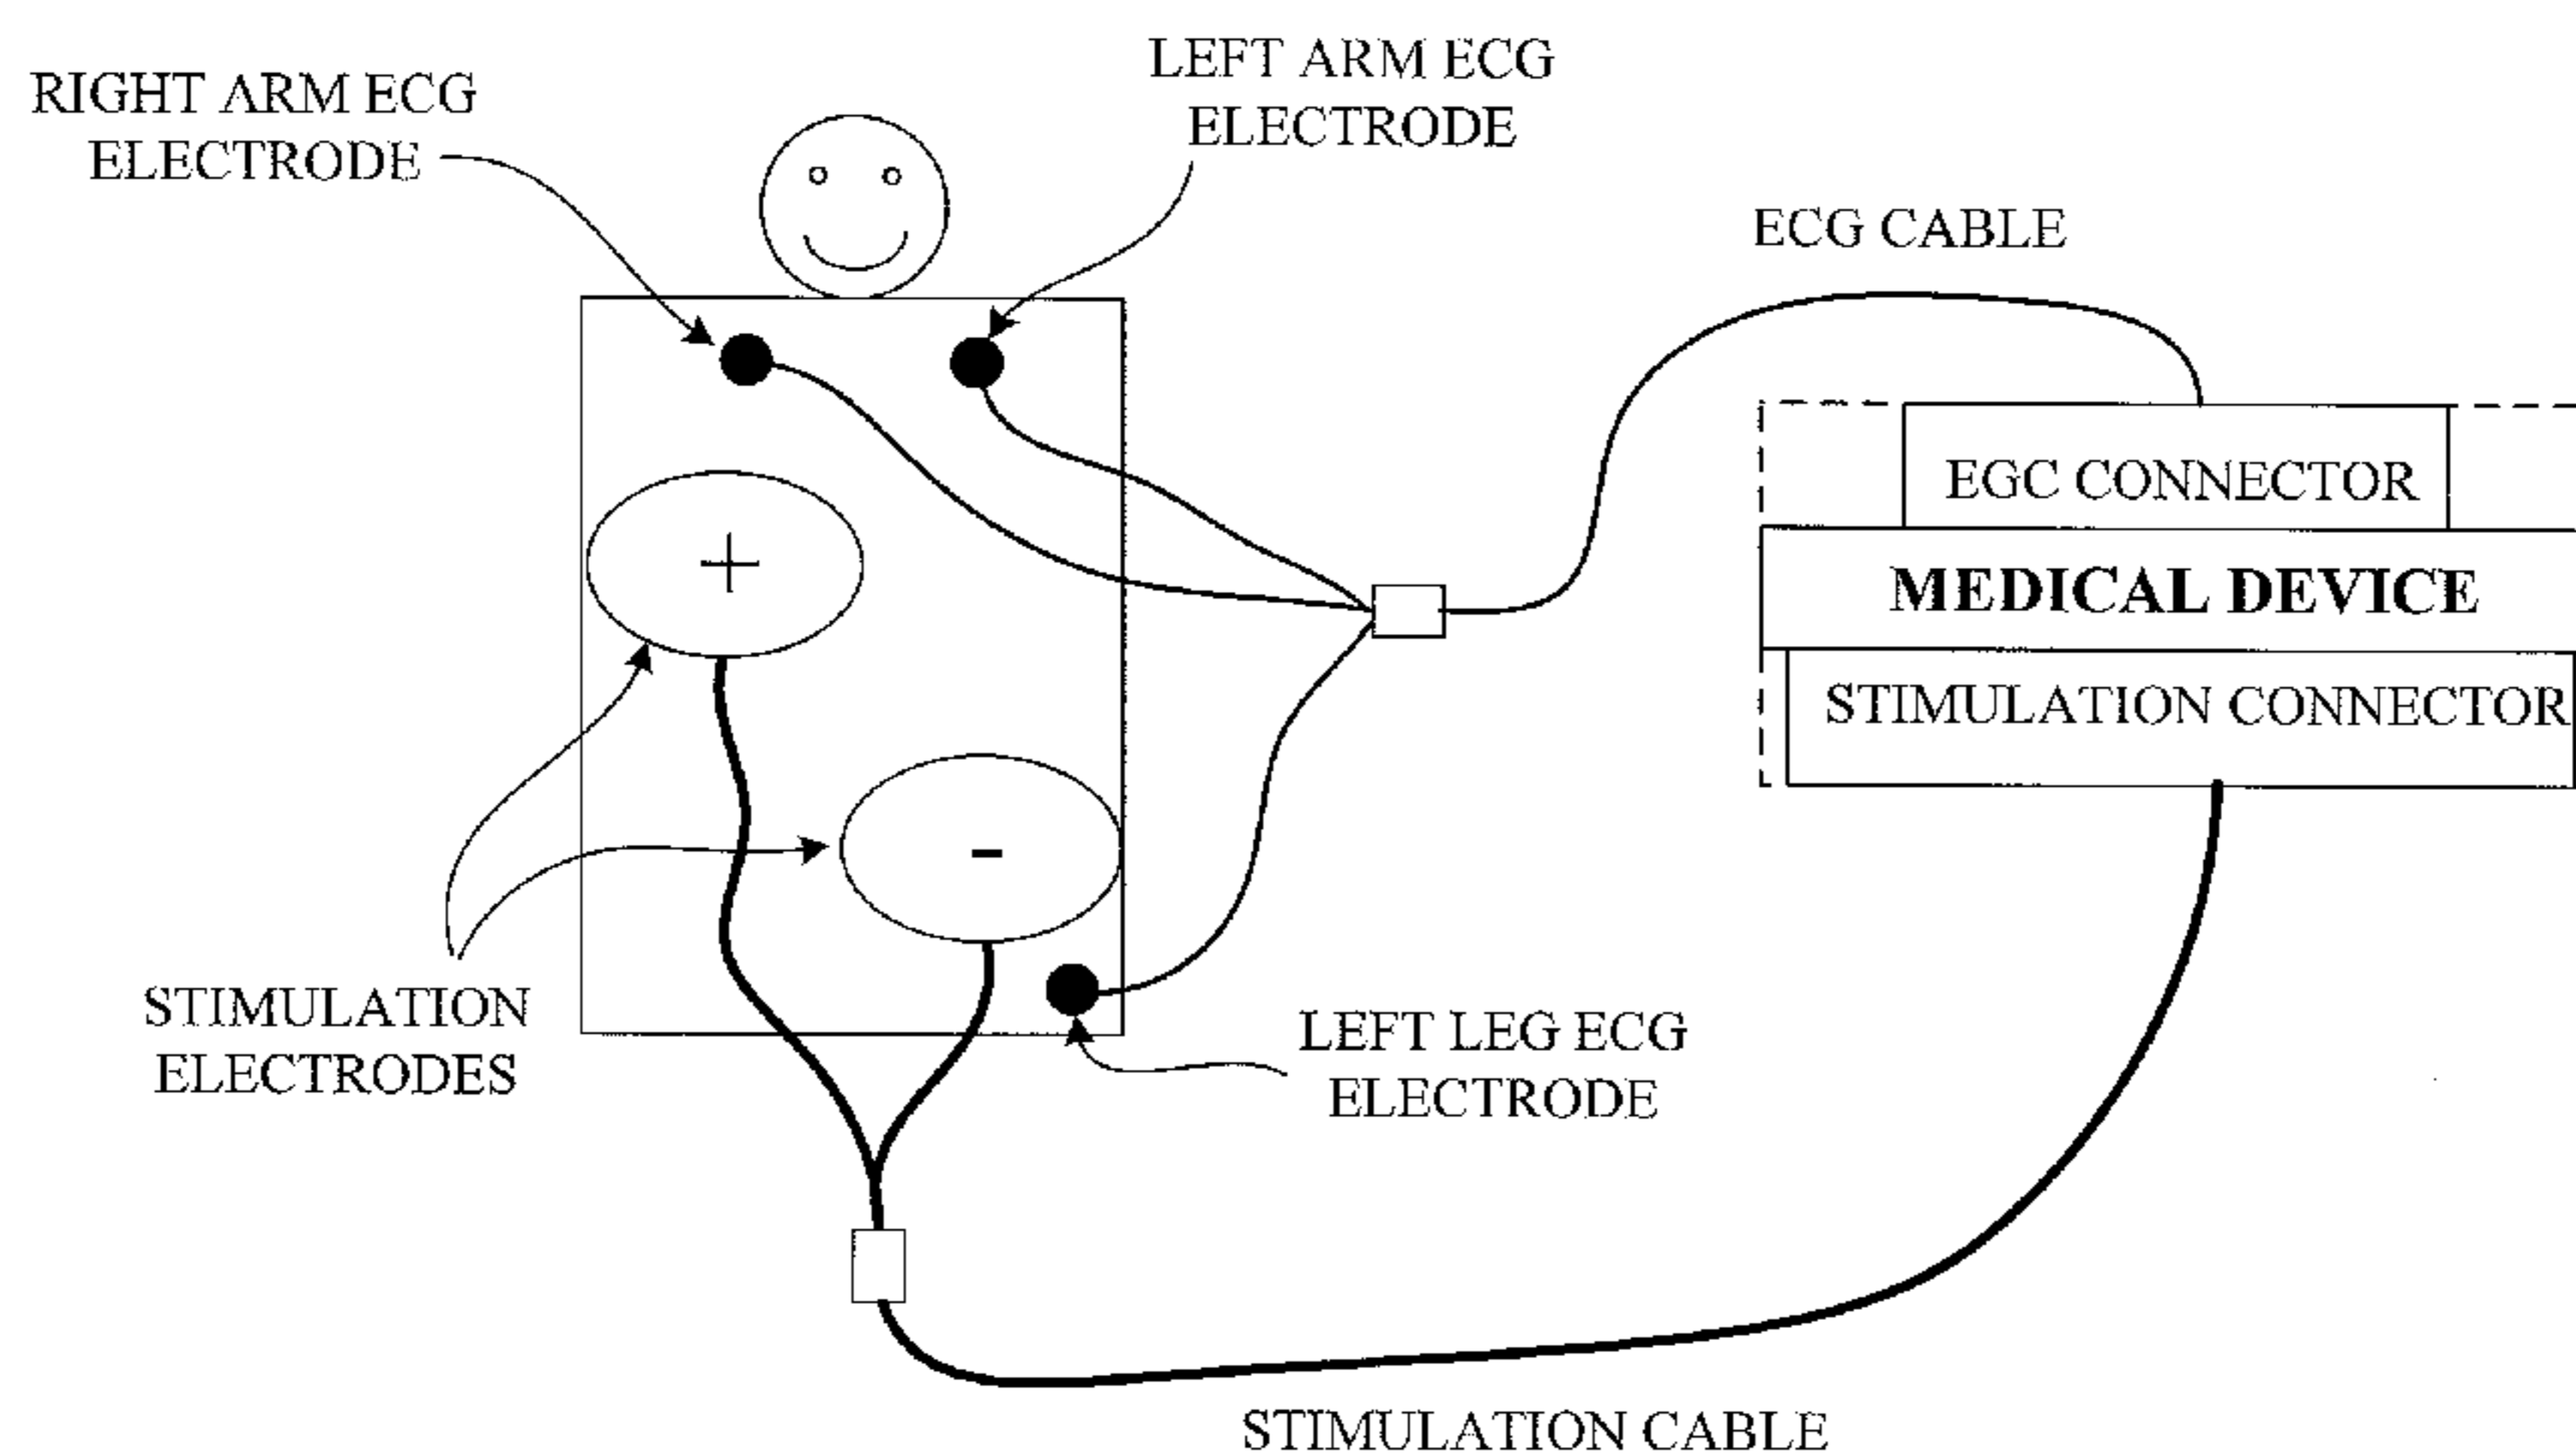 RIGHT ARM ECG
ELECTRODE
LEFT ARM ECG
ELECTRODE
ECG CABLE
EGC CONNECTOR
MEDICAL DEVICE
STIMULATION CONNECTOR
+
-
STIMULATION
ELECTRODES
LEFT LEG ECG
ELECTRODE
STIMULATION CABLE